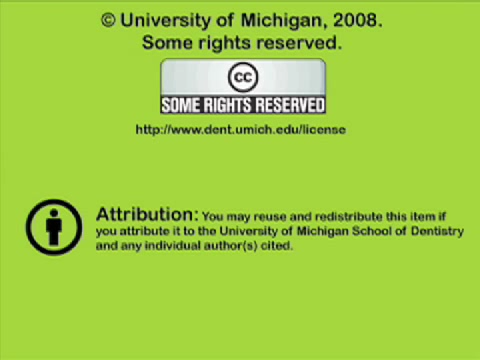 © University of Michigan, 2008.
Some rights reserved.
cc
SOME RIGHTS RESERVED
http://www.dent.umich.edu/license
Attribution: You may reuse and redistribute this item if
you attribute it to the University of Michigan School of Dentistry
and any individual author(s) cited.